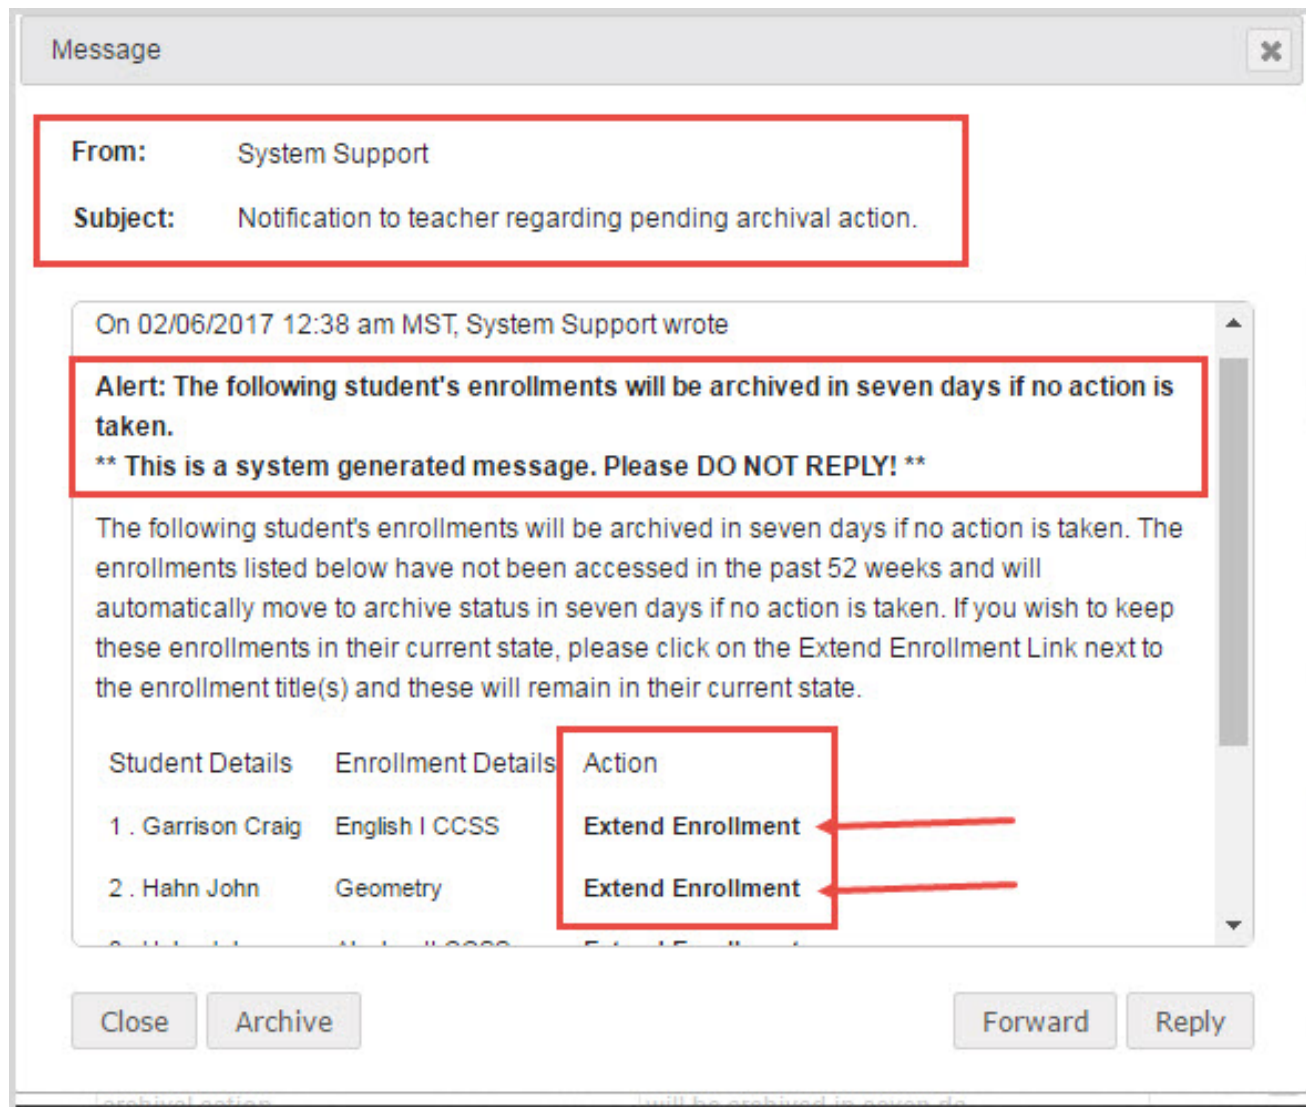 Message
From: System Support
Subject: Notification to teacher regarding pending archival action.
On 02/06/2017 12:38 am MST, System Support wrote
Alert: The following student's enrollments will be archived in seven days if no action is
taken.
** This is a system generated message. Please DO NOT REPLY! **
The following student's enrollments will be archived in seven days if no action is taken. The
enrollments listed below have not been accessed in the past 52 weeks and will
automatically move to archive status in seven days if no action is taken. If you wish to keep
these enrollments in their current state, please click on the Extend Enrollment Link next to
the enrollment title(s) and these will remain in their current state.
Student Details Enrollment Details Action
1 . Garrison Craig English I CCSS Extend Enrollment
2 . Hahn John Geometry Extend Enrollment
Close Archive Forward Reply
archival action will be archived in seven